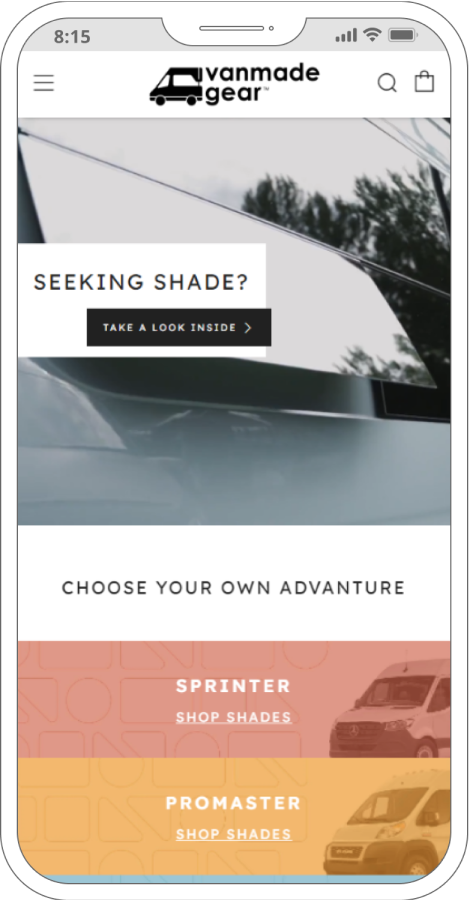 8:15
vanmade
gear™
SEEKING SHADE?
TAKE A LOOK INSIDE
CHOOSE YOUR OWN ADVANTURE
SPRINTER
SHOP SHADES
PROMASTER
SHOP SHADES